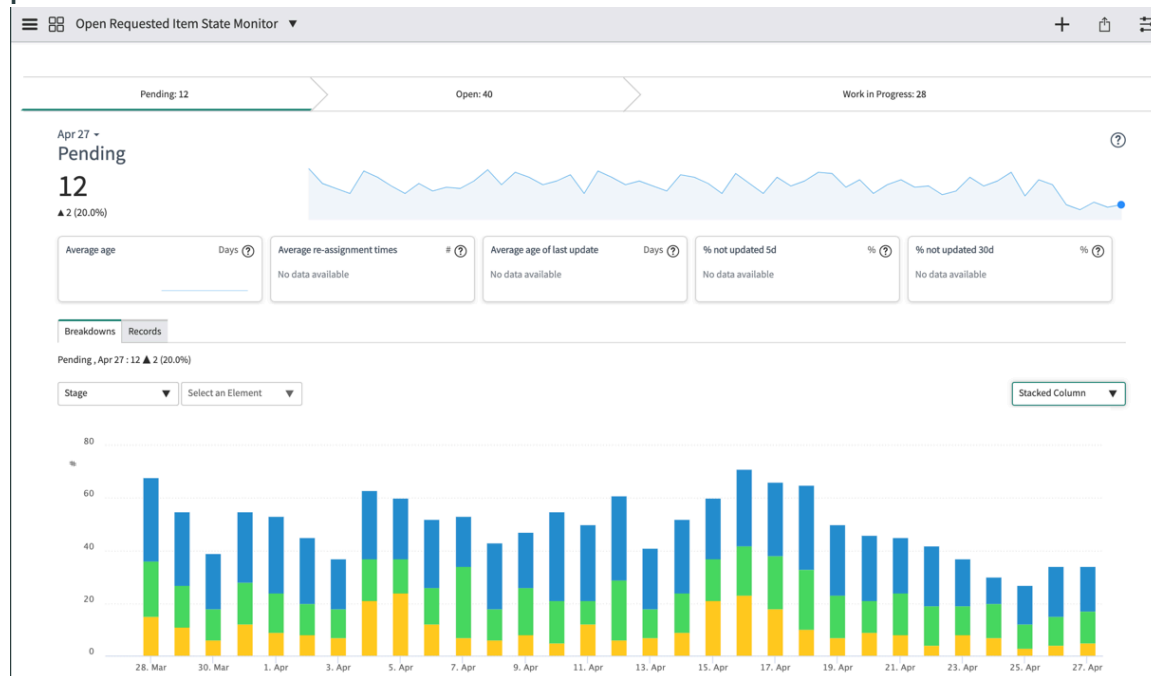 Open Requested Item State Monitor ▼
Pending: 12
Open: 40
Work in Progress: 28
Apr 27
Pending
12
▲ 2 (20.0%)
Average age Days
Average re-assignment times #
No data available
Average age of last update Days
No data available
% not updated 5d %
No data available
% not updated 30d %
No data available
Breakdowns Records
Pending , Apr 27 : 12 ▲ 2 (20.0%)
Stage ▼ Select an Element ▼ Stacked Column ▼
80
60
40
20
0
28. Mar 30. Mar 1. Apr 3. Apr 5. Apr 7. Apr 9. Apr 11. Apr 13. Apr 15. Apr 17. Apr 19. Apr 21. Apr 23. Apr 25. Apr 27. Apr